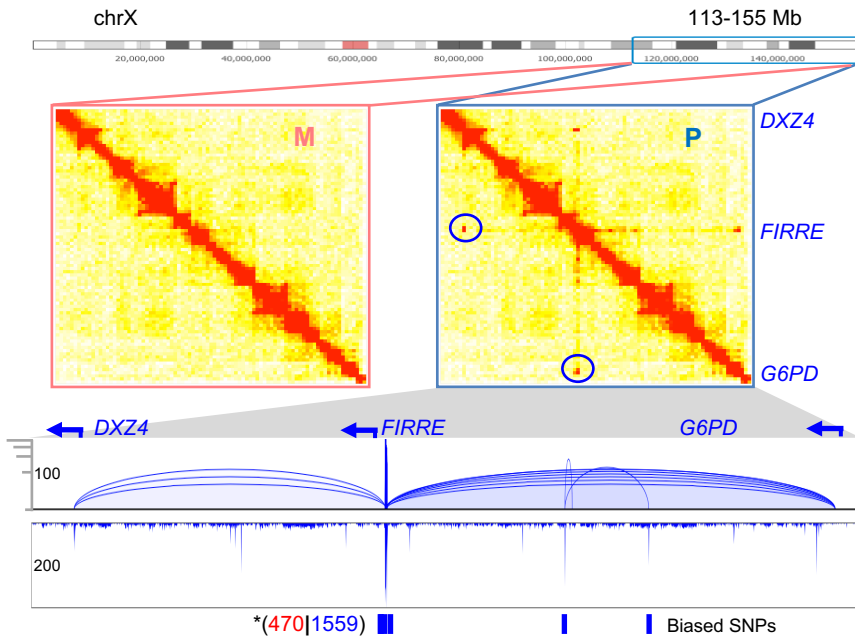 chrX 113-155 Mb
20,000,000 40,000,000 60,000,000 80,000,000 100,000,000 120,000,000 140,000,000
M P DXZ4
FIRRE
G6PD
DXZ4 FIRRE G6PD
100
200
*(470|1559) Biased SNPs